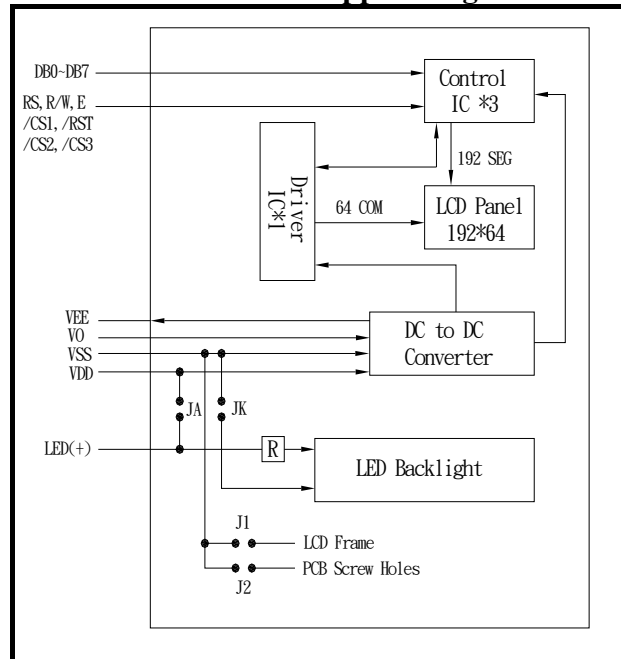 DB0~DB7
RS, R/W, E
/CS1, /RST
/CS2, /CS3
Control
IC *3
192 SEG
Driver
IC*1
64 COM
LCD Panel
192*64
VEE
VO
VSS
VDD
DC to DC
Converter
JA
JK
LED(+)
R
LED Backlight
J1
LCD Frame
PCB Screw Holes
J2